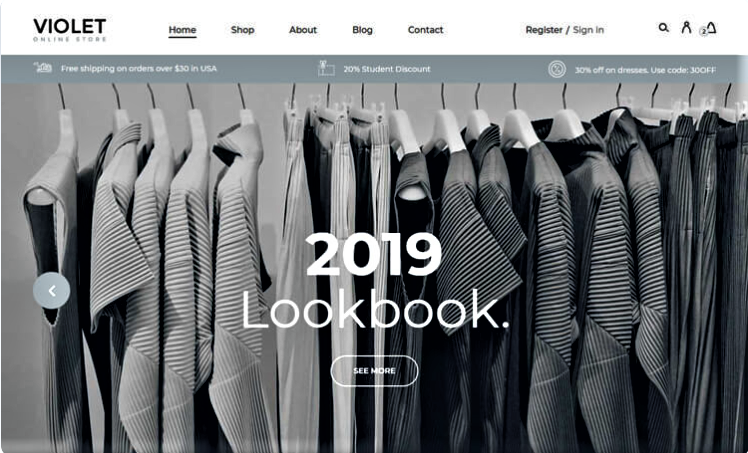 VIOLET
ONLINE STORE
Home Shop About Blog Contact Register / Sign in
2
Free shipping on orders over $30 in USA
20% Student Discount
30% off on dresses. Use code: 30OFF
2019
Lookbook.
SEE MORE